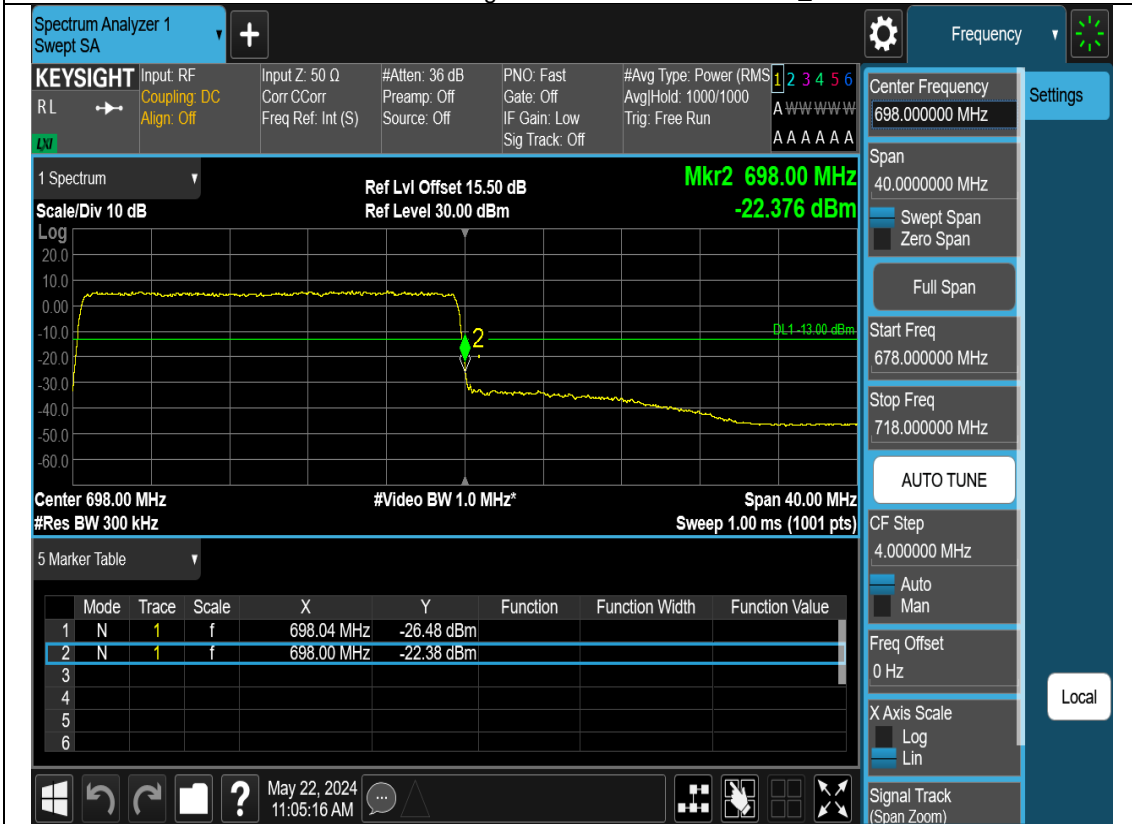 Spectrum Analyzer 1
Swept SA
+
Frequency
KEYSIGHT
RL
LXI
Input: RF
Coupling: DC
Align: Off
Input Z: 50 Ω
Corr CCorr
Freq Ref: Int (S)
#Atten: 36 dB
Preamp: Off
Source: Off
PNO: Fast
Gate: Off
IF Gain: Low
Sig Track: Off
#Avg Type: Power (RMS
Avg|Hold: 1000/1000
Trig: Free Run
1 2 3 4 5 6
A W W W W W
A A A A A A
1 Spectrum
Scale/Div 10 dB
Ref Lvl Offset 15.50 dB
Ref Level 30.00 dBm
Mkr2 698.00 MHz
-22.376 dBm
Log
20.0
10.0
0.00
-10.0
-20.0
-30.0
-40.0
-50.0
-60.0
2
DL1 -13.00 dBm
Center 698.00 MHz
#Video BW 1.0 MHz*
Span 40.00 MHz
#Res BW 300 kHz
Sweep 1.00 ms (1001 pts)
5 Marker Table
Mode Trace Scale X Y Function Function Width Function Value
1 N 1 f 698.04 MHz -26.48 dBm
2 N 1 f 698.00 MHz -22.38 dBm
3
4
5
6
?
May 22, 2024
11:05:16 AM
Center Frequency
698.000000 MHz
Settings
Span
40.0000000 MHz
Swept Span
Zero Span
Full Span
Start Freq
678.000000 MHz
Stop Freq
718.000000 MHz
AUTO TUNE
CF Step
4.000000 MHz
Auto
Man
Freq Offset
0 Hz
X Axis Scale
Log
Lin
Local
Signal Track
(Span Zoom)